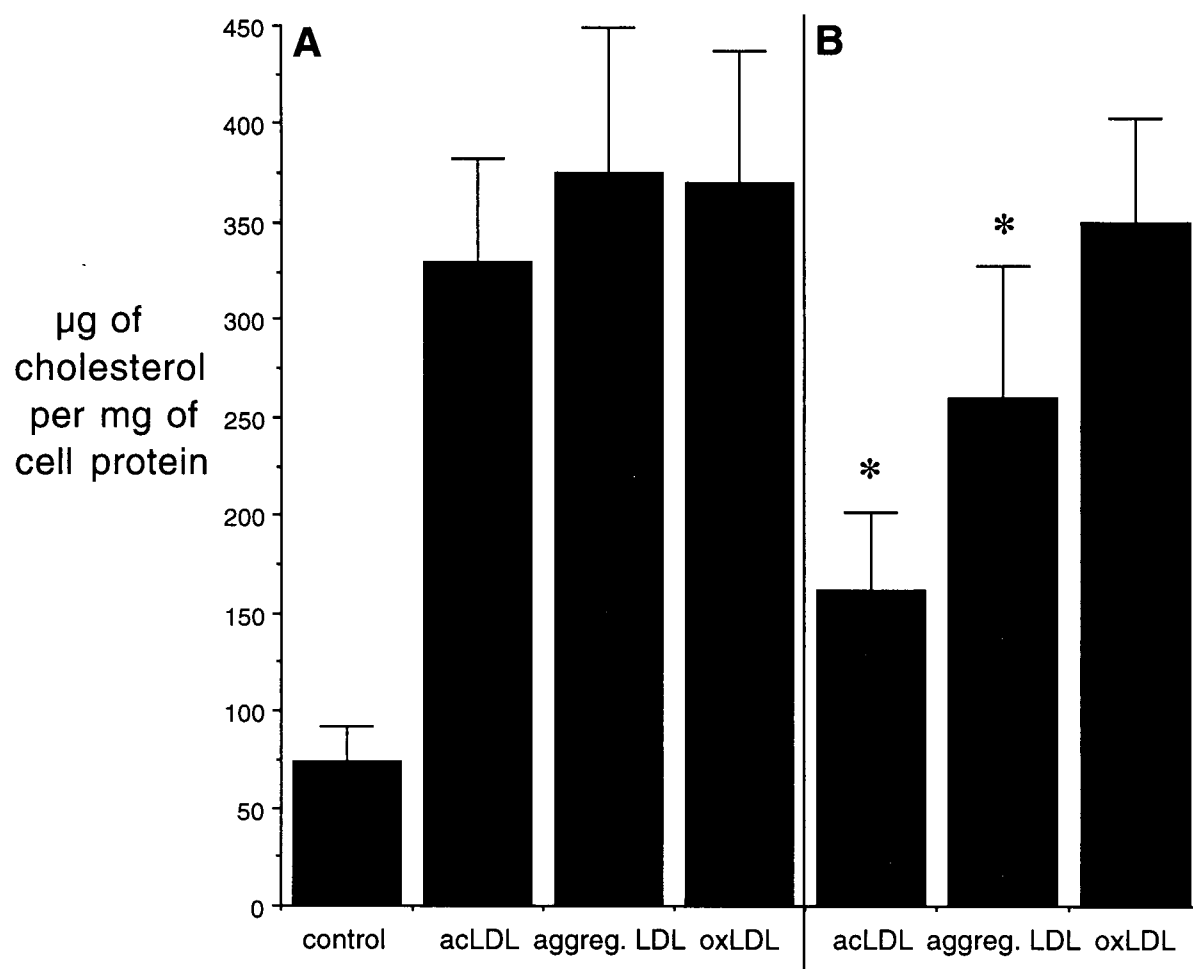 A
B
450
400
350
300
250
200
150
100
50
0
µg of
cholesterol
per mg of
cell protein
*
*
control acLDL aggreg. LDL oxLDL acLDL aggreg. LDL oxLDL